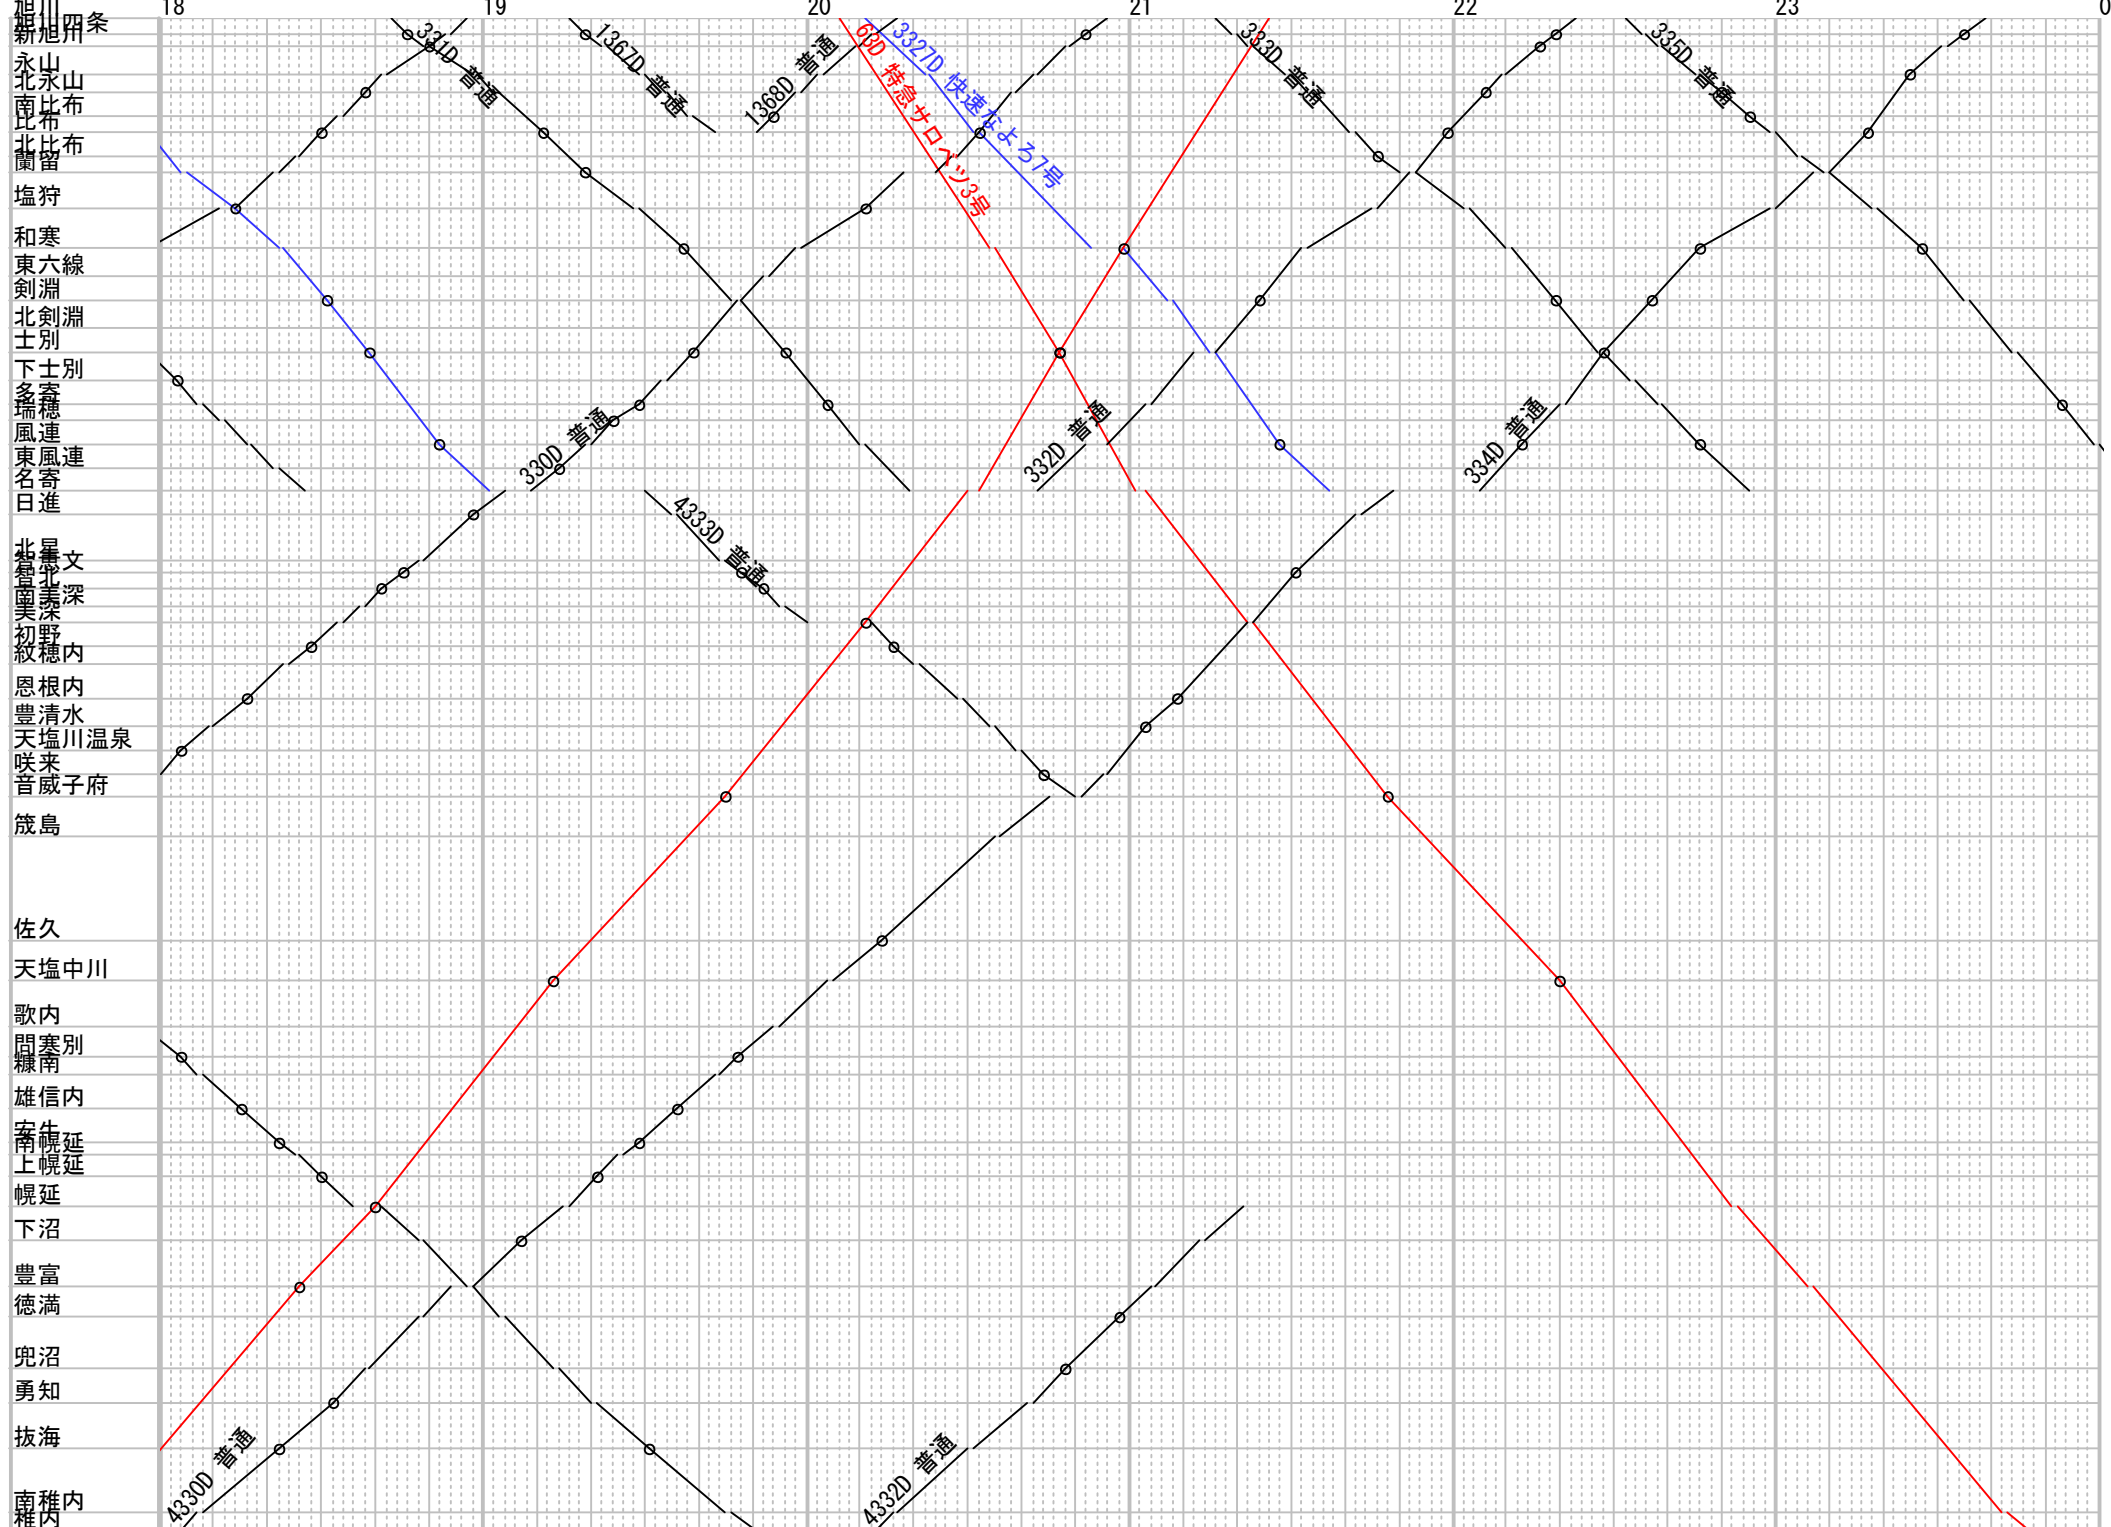 18 19 20 21 22 23 0
旭川
旭川四条
新旭川
永山
北永山
南比布
比布
北比布
蘭留
塩狩
和寒
東六線
剣淵
北剣淵
士別
下士別
多寄
瑞穂
風連
東風連
名寄
日進
北星
智恵文
智北
南美深
美深
初野
紋穂内
恩根内
豊清水
天塩川温泉
咲来
音威子府
筬島
佐久
天塩中川
歌内
問寒別
糠南
雄信内
安牛
南幌延
上幌延
幌延
下沼
豊富
徳満
兜沼
勇知
抜海
南稚内
稚内
331D 普通
1367D 普通
1368D 普通
63D 特急サロベツ3号
3327D 快速なよろ7号
333D 普通
335D 普通
330D 普通
332D 普通
334D 普通
4333D 普通
4330D 普通
4332D 普通